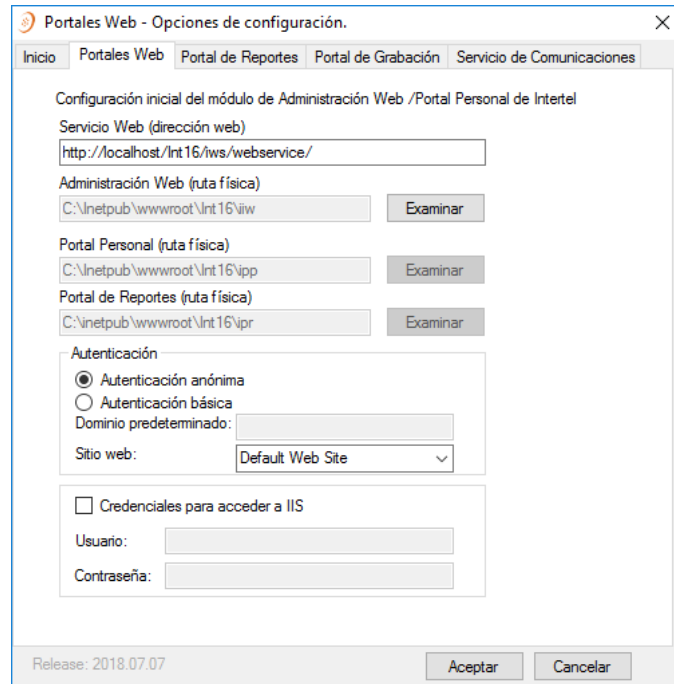 Portales Web - Opciones de configuración.
Inicio Portales Web Portal de Reportes Portal de Grabación Servicio de Comunicaciones
Configuración inicial del módulo de Administración Web /Portal Personal de Intertel
Servicio Web (dirección web)
http://localhost/Int16/iws/webservice/
Administración Web (ruta física)
C:\Inetpub\wwwroot\Int16\iiw Examinar
Portal Personal (ruta física)
C:\Inetpub\wwwroot\Int16\ipp Examinar
Portal de Reportes (ruta física)
C:\inetpub\wwwroot\Int16\ipr Examinar
Autenticación
Autenticación anónima
Autenticación básica
Dominio predeterminado:
Sitio web: Default Web Site
Credenciales para acceder a IIS
Usuario:
Contraseña:
Release: 2018.07.07 Aceptar Cancelar